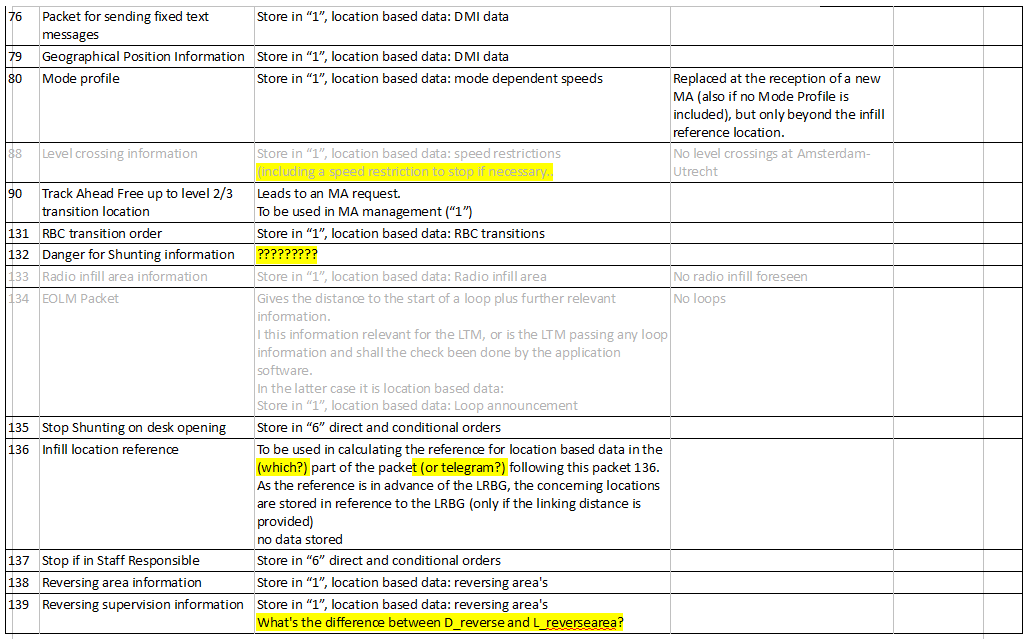 76 Packet for sending fixed text Store in “1”, location based data: DMI data
messages
79 Geographical Position Information Store in “1”, location based data: DMI data
80 Mode profile Store in “1”, location based data: mode dependent speeds Replaced at the reception of a new
MA (also if no Mode Profile is
included), but only beyond the infill
reference location.
88 Level crossing information Store in “1”, location based data: speed restrictions No level crossings at Amsterdam-
(including a speed restriction to stop if necessary.. Utrecht
90 Track Ahead Free up to level 2/3 Leads to an MA request.
transition location To be used in MA management (“1”)
131 RBC transition order Store in “1”, location based data: RBC transitions
132 Danger for Shunting information ?????????
133 Radio infill area information Store in “1”, location based data: Radio infill area No radio infill foreseen
134 EOLM Packet Gives the distance to the start of a loop plus further relevant No loops
information.
I this information relevant for the LTM, or is the LTM passing any loop
information and shall the check been done by the application
software.
In the latter case it is location based data:
Store in “1”, location based data: Loop announcement
135 Stop Shunting on desk opening Store in “6” direct and conditional orders
136 Infill location reference To be used in calculating the reference for location based data in the
(which?) part of the packet (or telegram?) following this packet 136.
As the reference is in advance of the LRBG, the concerning locations
are stored in reference to the LRBG (only if the linking distance is
provided)
no data stored
137 Stop if in Staff Responsible Store in “6” direct and conditional orders
138 Reversing area information Store in “1”, location based data: reversing area's
139 Reversing supervision information Store in “1”, location based data: reversing area's
What's the difference between D_reverse and L_reversearea?